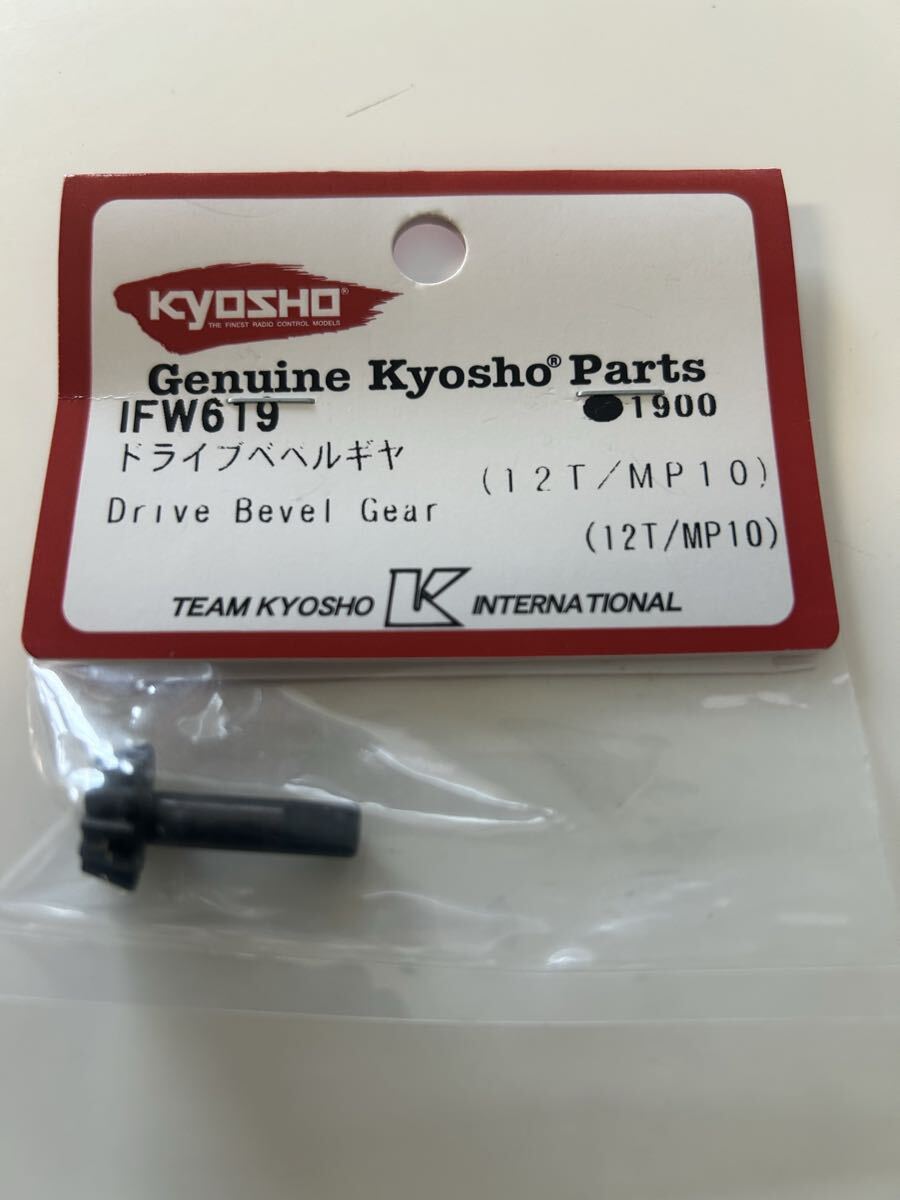 KYOSHO®
THE FINEST RADIO CONTROL MODELS
Genuine Kyosho® Parts
IFW619 ●1900
ドライブベベルギヤ (12T/MP10)
Drive Bevel Gear (12T/MP10)
TEAM KYOSHO K INTERNATIONAL